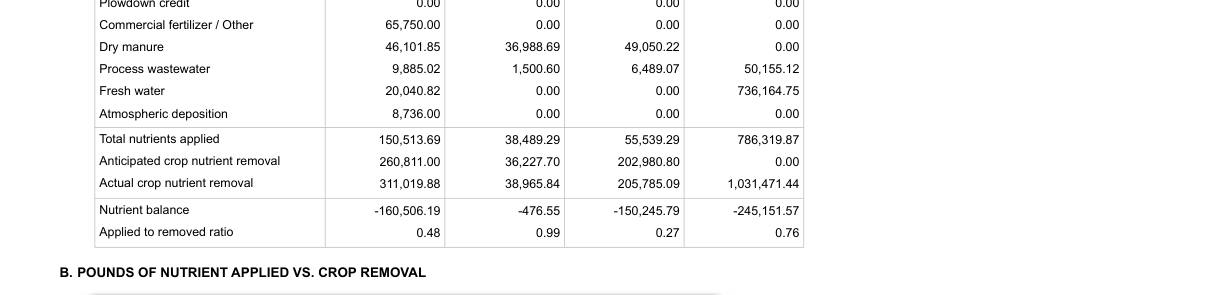 Plowdown credit 0.00 0.00 0.00 0.00
Commercial fertilizer / Other 65,750.00 0.00 0.00 0.00
Dry manure 46,101.85 36,988.69 49,050.22 0.00
Process wastewater 9,885.02 1,500.60 6,489.07 50,155.12
Fresh water 20,040.82 0.00 0.00 736,164.75
Atmospheric deposition 8,736.00 0.00 0.00 0.00
Total nutrients applied 150,513.69 38,489.29 55,539.29 786,319.87
Anticipated crop nutrient removal 260,811.00 36,227.70 202,980.80 0.00
Actual crop nutrient removal 311,019.88 38,965.84 205,785.09 1,031,471.44
Nutrient balance -160,506.19 -476.55 -150,245.79 -245,151.57
Applied to removed ratio 0.48 0.99 0.27 0.76
B. POUNDS OF NUTRIENT APPLIED VS. CROP REMOVAL